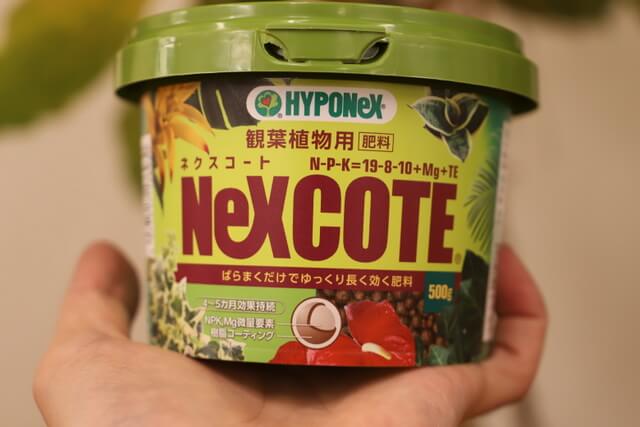 HYPONeX
観葉植物用 肥料
ネクスコート N-P-K=19-8-10+Mg+TE
NeXCOTE
ばらまくだけでゆっくり長く効く肥料
500g
4~5カ月効果持続
NPK,Mg微量要素
樹脂コーティング